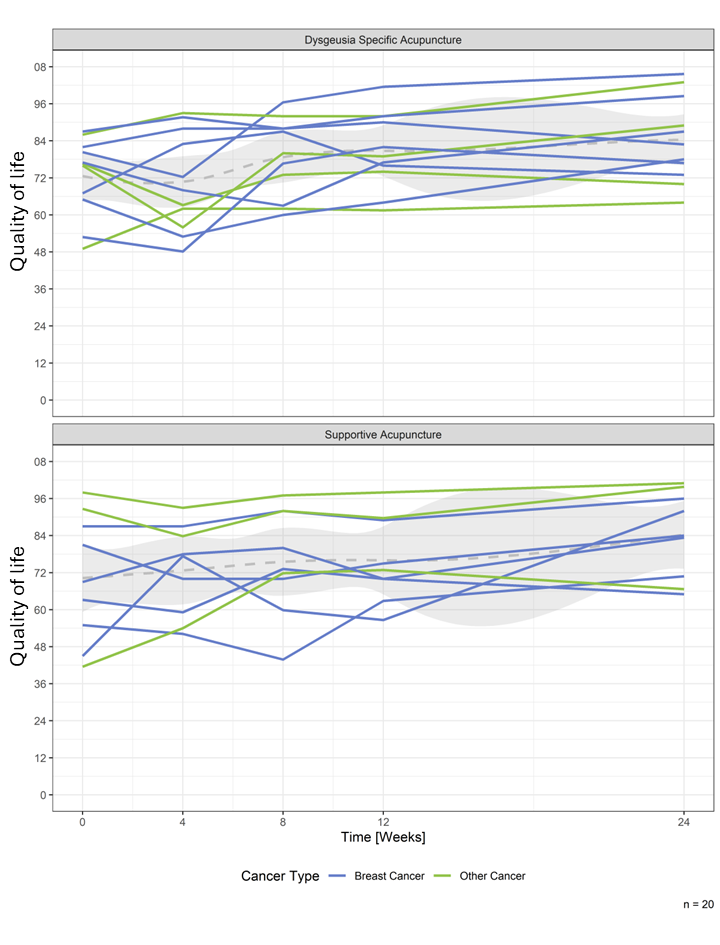 Dysgeusia Specific Acupuncture
Quality of life
08
96
84
72
60
48
36
24
12
0
Supportive Acupuncture
Quality of life
08
96
84
72
60
48
36
24
12
0
0 4 8 12 24
Time [Weeks]
Cancer Type Breast Cancer Other Cancer
n = 20